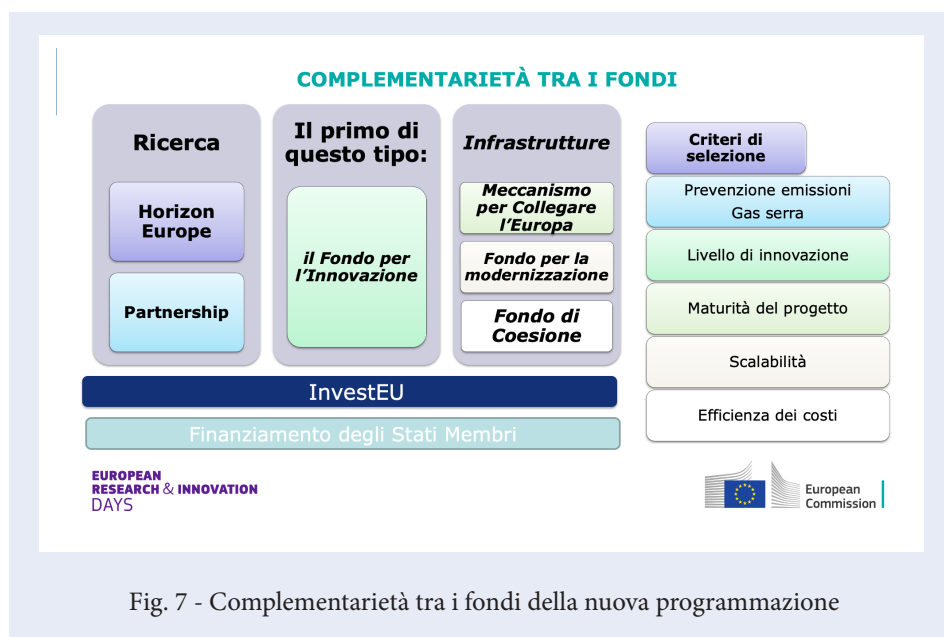 COMPLEMENTARIETÀ TRA I FONDI
Ricerca
Horizon
Europe
Partnership
Il primo di
questo tipo:
il Fondo per
l'Innovazione
Infrastrutture
Meccanismo
per Collegare
l'Europa
Fondo per la
modernizzazione
Fondo di
Coesione
InvestEU
Finanziamento degli Stati Membri
Criteri di
selezione
Prevenzione emissioni
Gas serra
Livello di innovazione
Maturità del progetto
Scalabilità
Efficienza dei costi
EUROPEAN
RESEARCH & INNOVATION
DAYS
European
Commission
Fig. 7 - Complementarietà tra i fondi della nuova programmazione